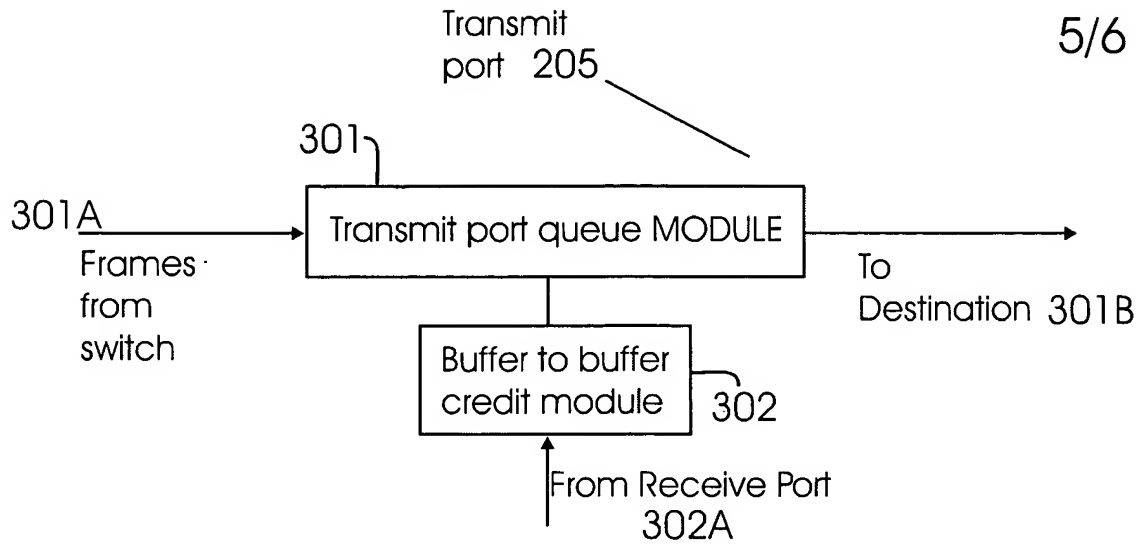 Transmit
port 205
5/6
301
301A
Transmit port queue MODULE
Frames
from
switch
To
Destination 301B
Buffer to buffer
credit module
302
From Receive Port
302A